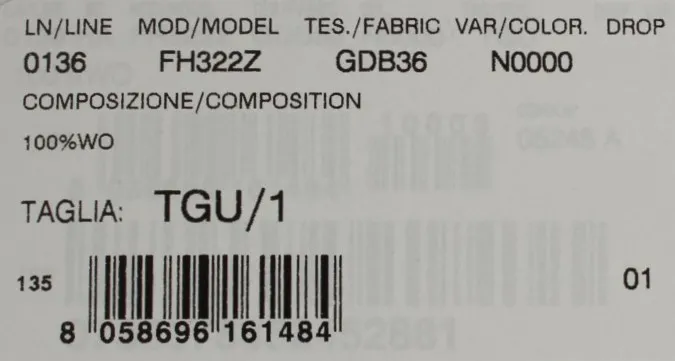 LN/LINE MOD/MODEL TES./FABRIC VAR/COLOR. DROP
0136 FH322Z GDB36 N0000
COMPOSIZIONE/COMPOSITION
100%WO
TAGLIA: TGU/1
135 01
8 058696 161484